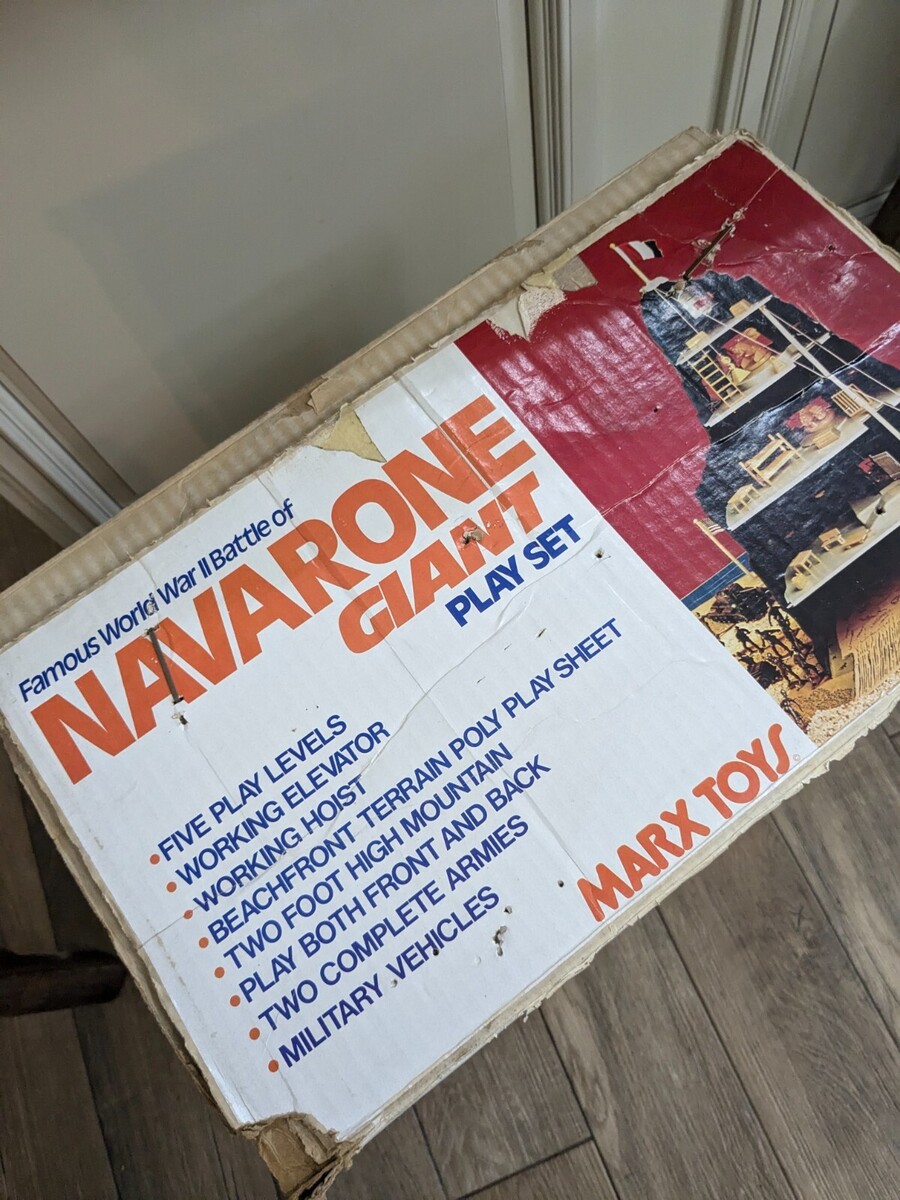 Famous World War II Battle of
NAVARONE
GIANT
PLAY SET
• FIVE PLAY LEVELS
• WORKING ELEVATOR
• WORKING HOIST
• BEACHFRONT TERRAIN POLY PLAY SHEET
• TWO FOOT HIGH MOUNTAIN
• PLAY BOTH FRONT AND BACK
• TWO COMPLETE ARMIES
• MILITARY VEHICLES
MARX TOYS